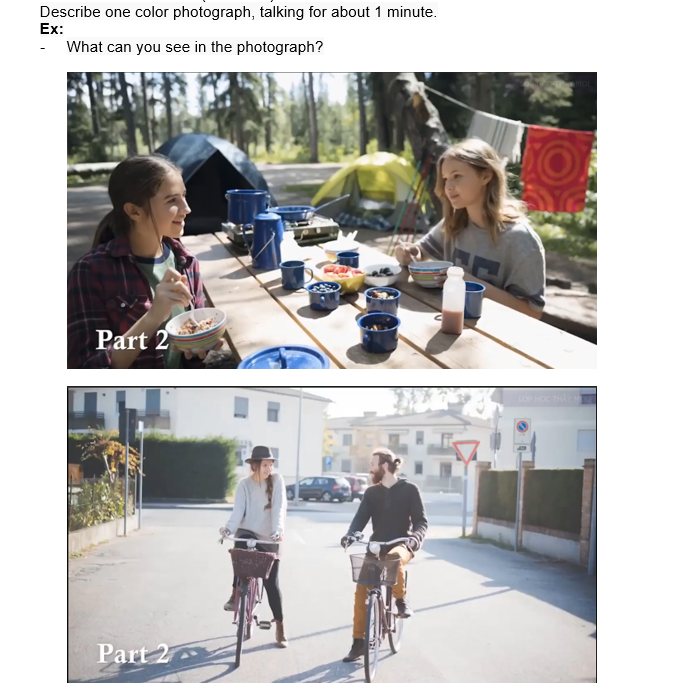 Describe one color photograph, talking for about 1 minute.
Ex:
- What can you see in the photograph?
Part 2
Part 2